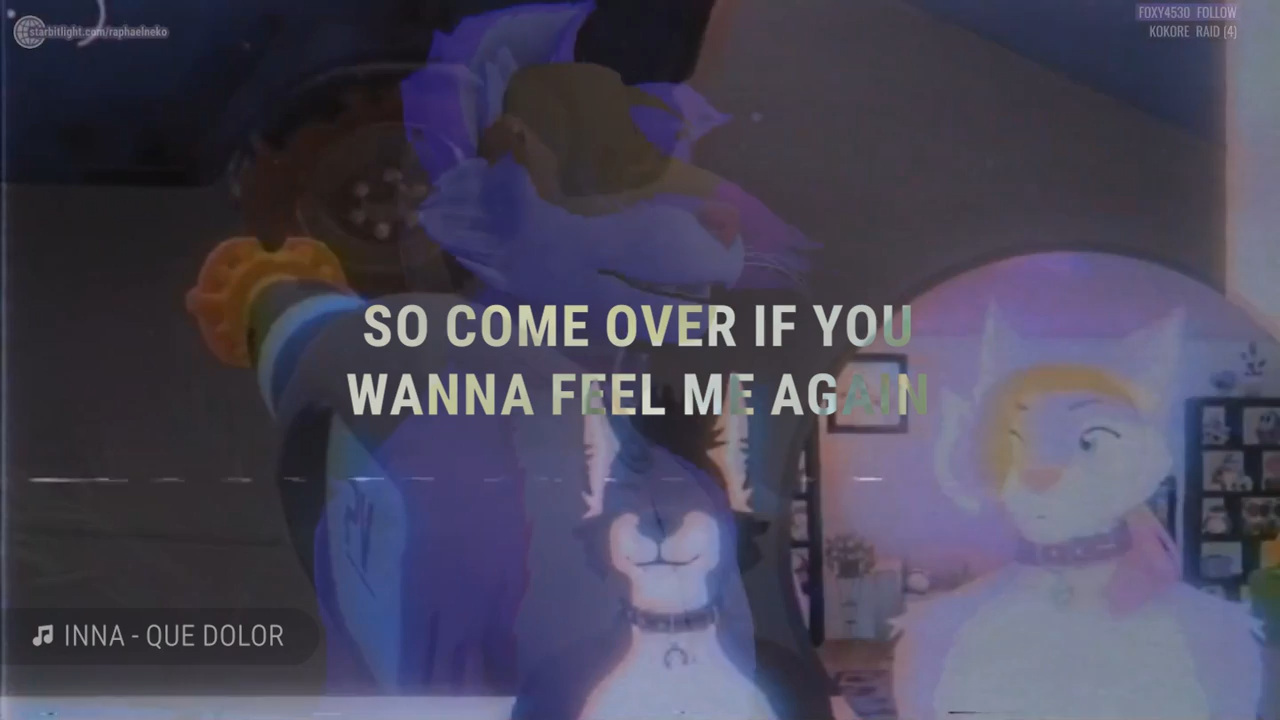 starbitlight.com/raphaelneko
FOXY4530 FOLLOW
KOKORE RAID (4)
SO COME OVER IF YOU
WANNA FEEL ME AGAIN
INNA - QUE DOLOR